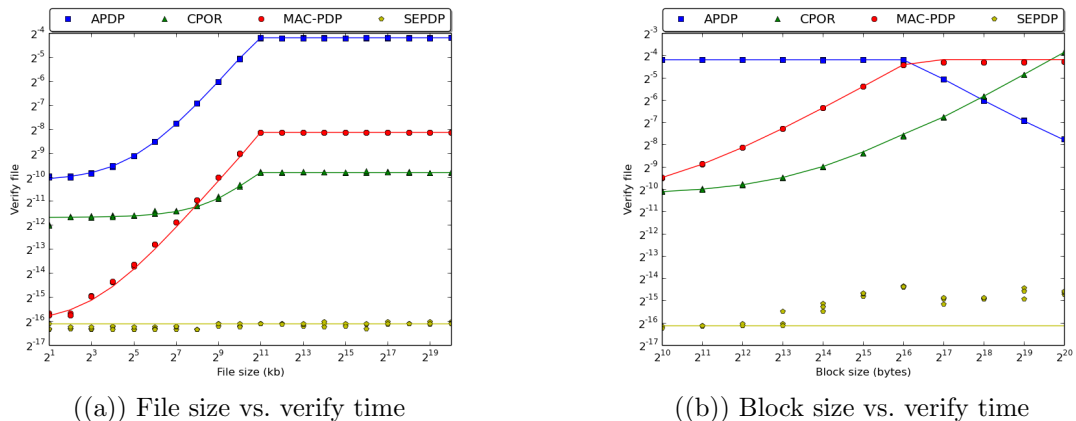 APDP CPOR MAC-PDP SEPDP
2^-4
2^-5
2^-6
2^-7
2^-8
2^-9
2^-10
2^-11
2^-12
2^-13
2^-14
2^-15
2^-16
2^-17
Verify file
2^1 2^3 2^5 2^7 2^9 2^11 2^13 2^15 2^17 2^19
File size (kb)
((a)) File size vs. verify time
APDP CPOR MAC-PDP SEPDP
2^-3
2^-4
2^-5
2^-6
2^-7
2^-8
2^-9
2^-10
2^-11
2^-12
2^-13
2^-14
2^-15
2^-16
2^-17
Verify file
2^10 2^11 2^12 2^13 2^14 2^15 2^16 2^17 2^18 2^19 2^20
Block size (bytes)
((b)) Block size vs. verify time